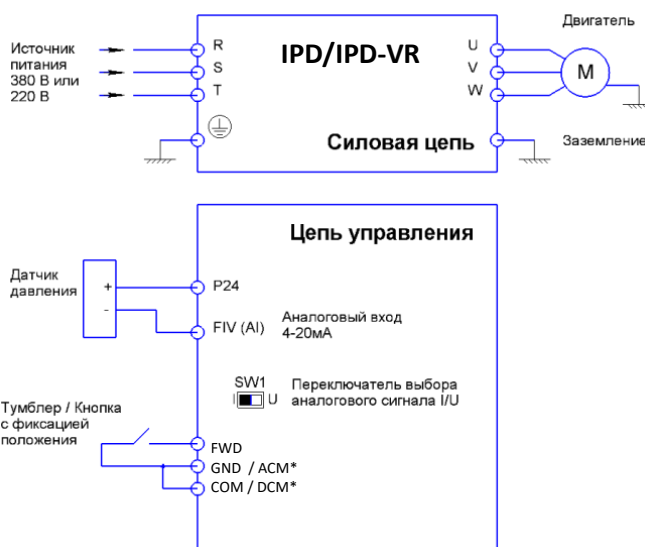 Двигатель
Источник
питания
380 В или
220 В
R
S
T
IPD/IPD-VR
U
V
W
M
Силовая цепь
Заземление
Цепь управления
Датчик
давления
+
-
P24
FIV (AI)
Аналоговый вход
4-20мА
SW1
I
U
Переключатель выбора
аналогового сигнала I/U
Тумблер / Кнопка
с фиксацией
положения
FWD
GND / ACM*
COM / DCM*